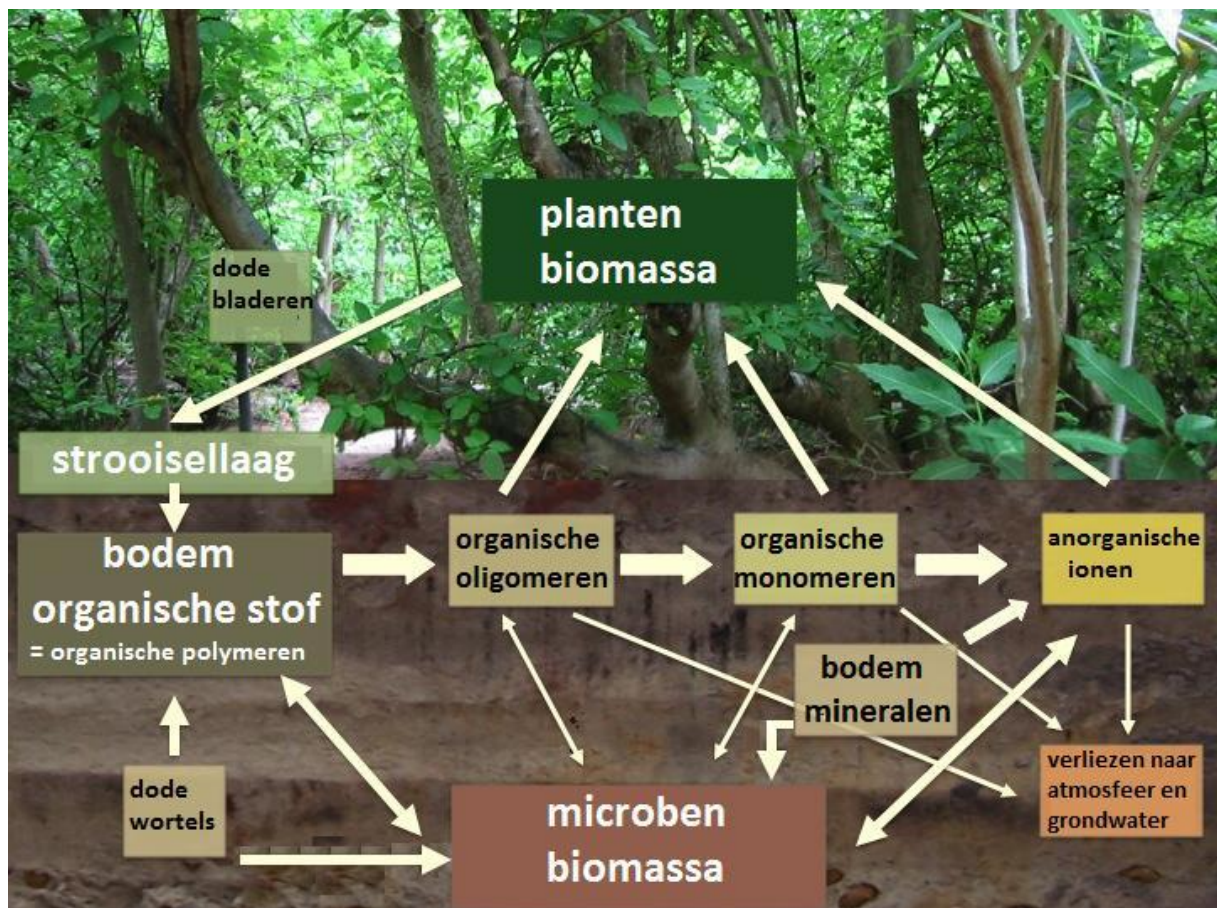 planten
biomassa
dode
bladeren
strooisellaag
bodem
organische stof
= organische polymeren
organische
oligomeren
organische
monomeren
anorganische
ionen
bodem
mineralen
dode
wortels
microben
biomassa
verliezen naar
atmosfeer en
grondwater